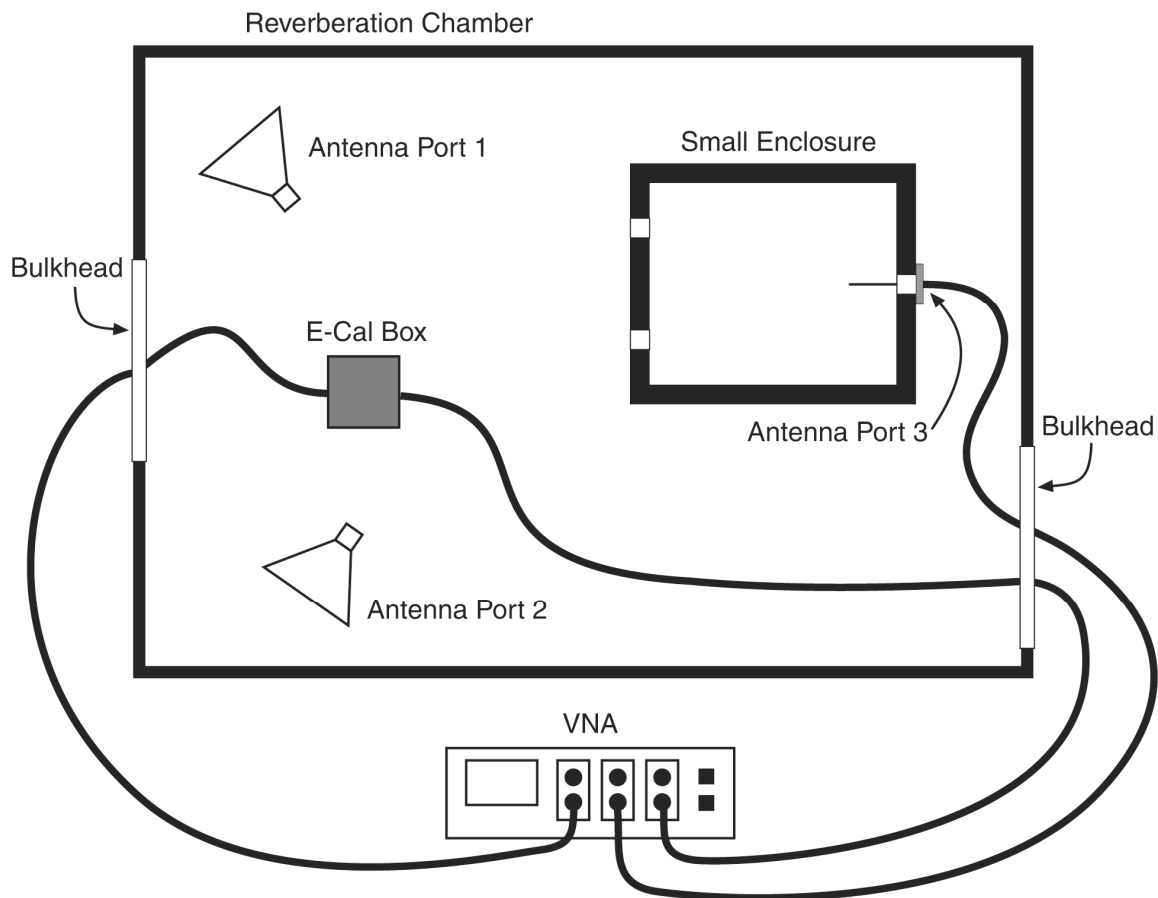 Reverberation Chamber
Antenna Port 1
Small Enclosure
Bulkhead
E-Cal Box
Antenna Port 3
Bulkhead
Antenna Port 2
VNA